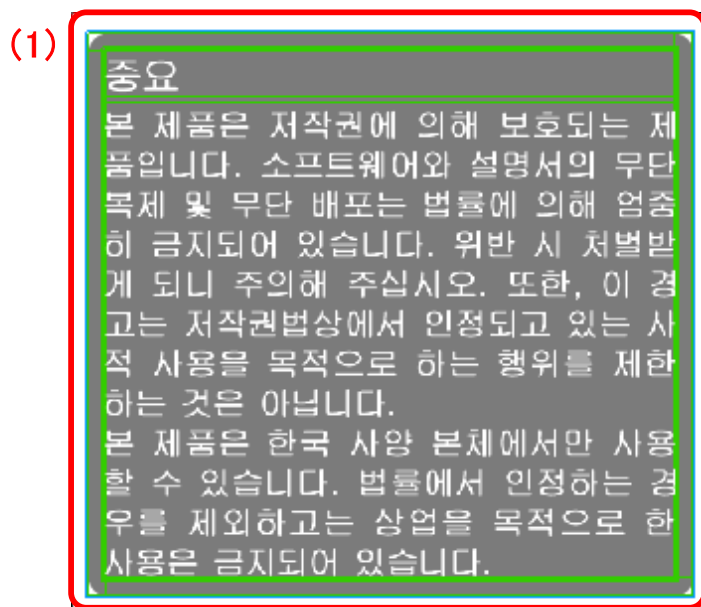 (1)
중요
본 제품은 저작권에 의해 보호되는 제
품입니다. 소프트웨어와 설명서의 무단
복제 및 무단 배포는 법률에 의해 엄중
히 금지되어 있습니다. 위반 시 처벌받
게 되니 주의해 주십시오. 또한, 이 경
고는 저작권법상에서 인정되고 있는 사
적 사용을 목적으로 하는 행위를 제한
하는 것은 아닙니다.
본 제품은 한국 사양 본체에서만 사용
할 수 있습니다. 법률에서 인정하는 경
우를 제외하고는 상업을 목적으로 한
사용은 금지되어 있습니다.